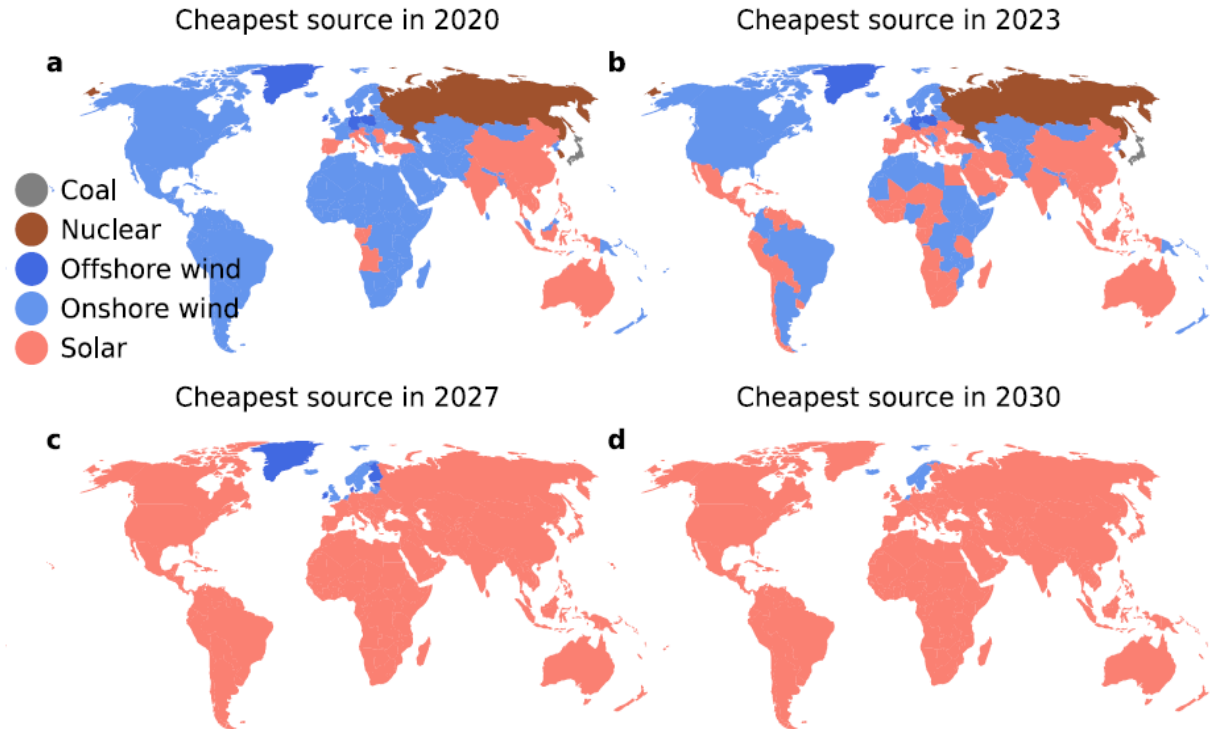 Cheapest source in 2020
Cheapest source in 2023
a
b
Coal
Nuclear
Offshore wind
Onshore wind
Solar
Cheapest source in 2027
Cheapest source in 2030
c
d